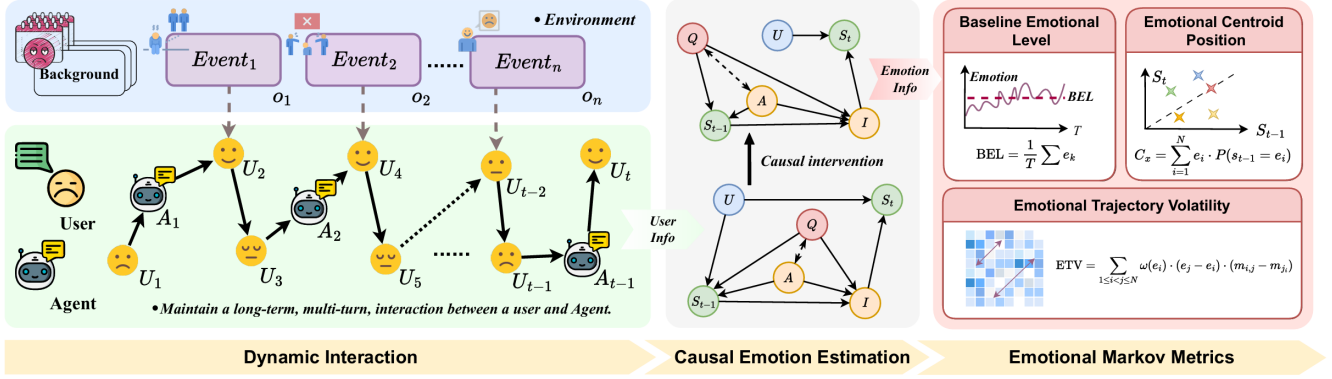 • Environment
Background
Event1
o1
Event2
o2
......
Eventn
on
User
Agent
U1
A1
U2
U3
A2
U4
U5
......
Ut−2
Ut−1
At−1
Ut
• Maintain a long-term, multi-turn, interaction between a user and Agent.
User
Info
Q
U
St
A
St−1
I
Causal intervention
U
St
Q
A
St−1
I
Emotion
Info
Baseline Emotional
Level
Emotion
BEL
T
BEL = 1/T ∑ ek
Emotional Centroid
Position
St
St−1
Cx = ∑ i=1 N ei · P(st−1 = ei)
Emotional Trajectory Volatility
ETV = ∑ 1≤i<j≤N ω(ei) · (ej − ei) · (mi,j − mji)
Dynamic Interaction
Causal Emotion Estimation
Emotional Markov Metrics